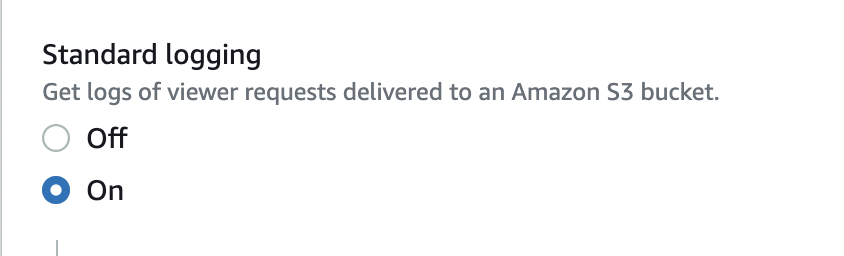 Standard logging
Get logs of viewer requests delivered to an Amazon S3 bucket.
Off
On